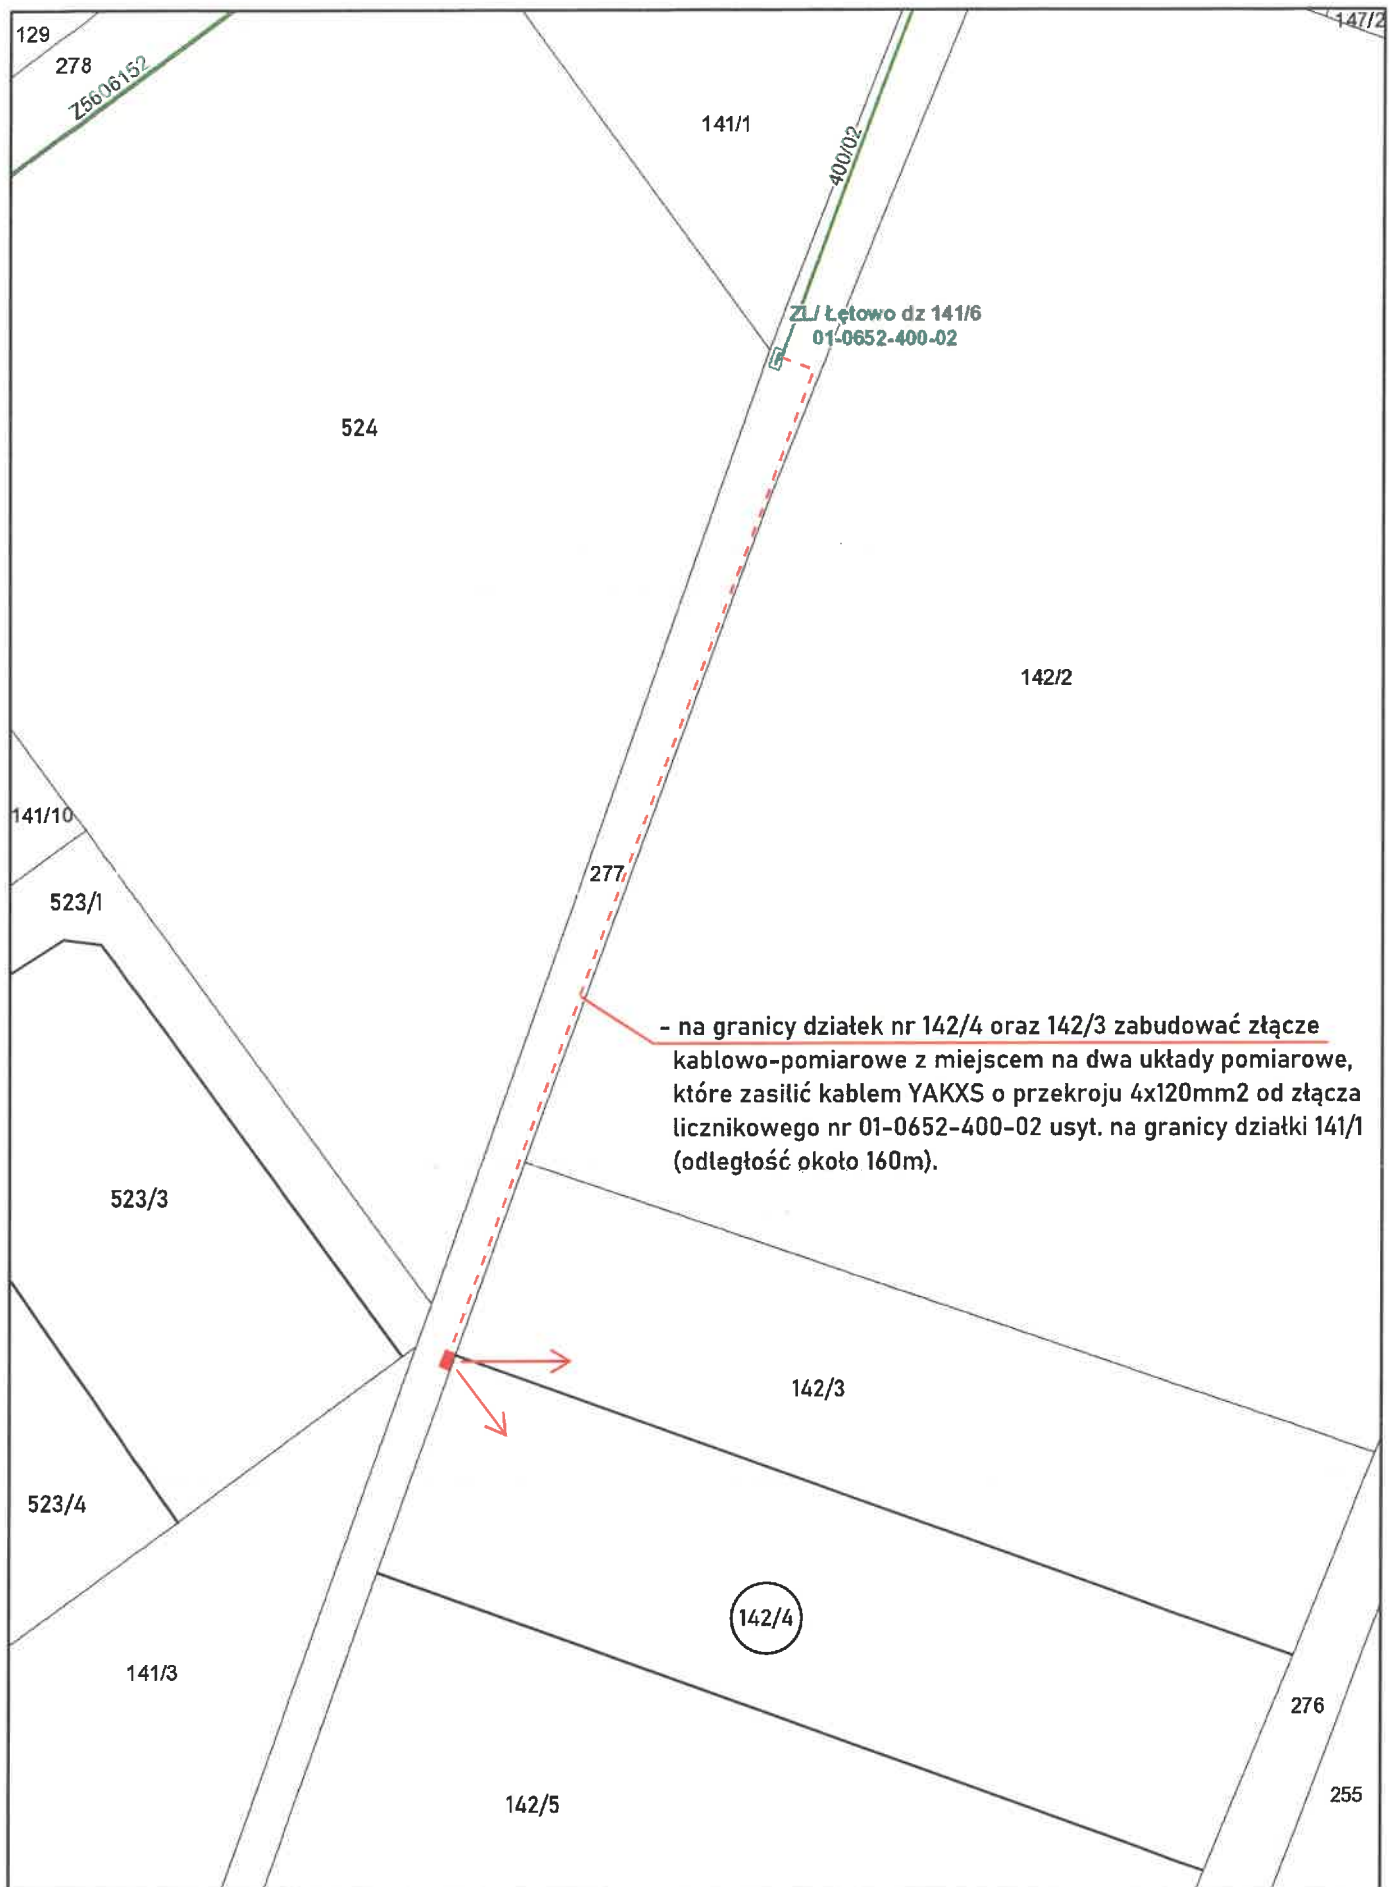 129
278
Z5606152
147/2
141/1
400/02
ZL/ Łętowo dz 141/6
01-0652-400-02
524
142/2
141/10
277
523/1
- na granicy działek nr 142/4 oraz 142/3 zabudować złącze
kablowo-pomiarowe z miejscem na dwa układy pomiarowe,
które zasilić kablem YAKXS o przekroju 4x120mm2 od złącza
licznikowego nr 01-0652-400-02 usyt. na granicy działki 141/1
(odległość około 160m).
523/3
142/3
523/4
142/4
141/3
276
255
142/5